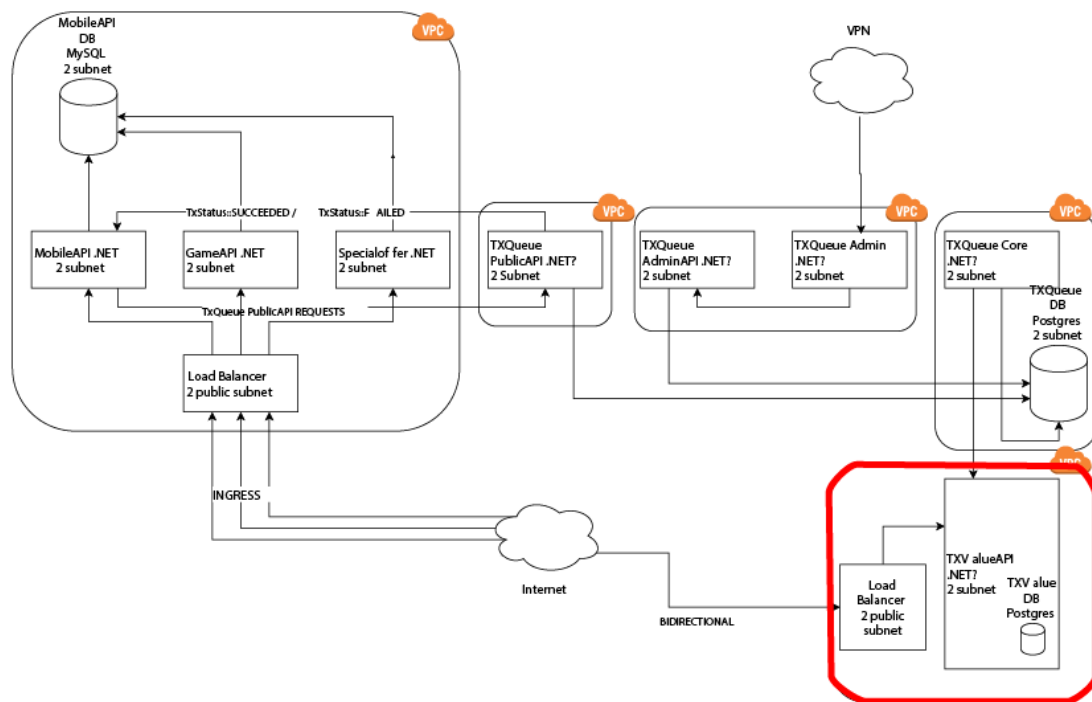 MobileAPI
DB
MySQL
2 subnet
VPC
VPN
TxStatus::SUCCEEDED /
TxStatus::F AILED
MobileAPI .NET
2 subnet
GameAPI .NET
2 subnet
Specialof fer .NET
2 subnet
TxQueue PublicAPI REQUESTS
Load Balancer
2 public subnet
VPC
TXQueue
PublicAPI .NET?
2 Subnet
VPC
TXQueue
AdminAPI .NET?
2 subnet
TXQueue Admin
.NET?
2 subnet
VPC
TXQueue Core
.NET?
2 subnet
TXQueue
DB
Postgres
2 subnet
INGRESS
Internet
BIDIRECTIONAL
VPC
Load
Balancer
2 public
subnet
TXV alueAPI
.NET?
2 subnet
TXV alue
DB
Postgres